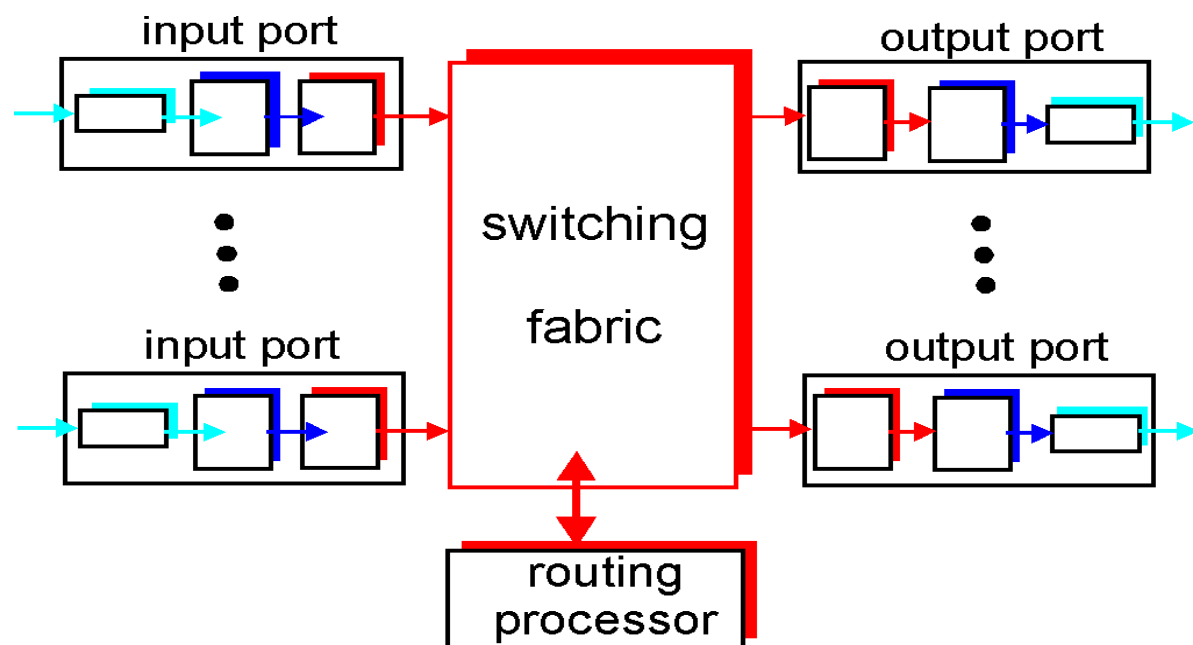 input port
output port
switching
fabric
input port
output port
routing
processor